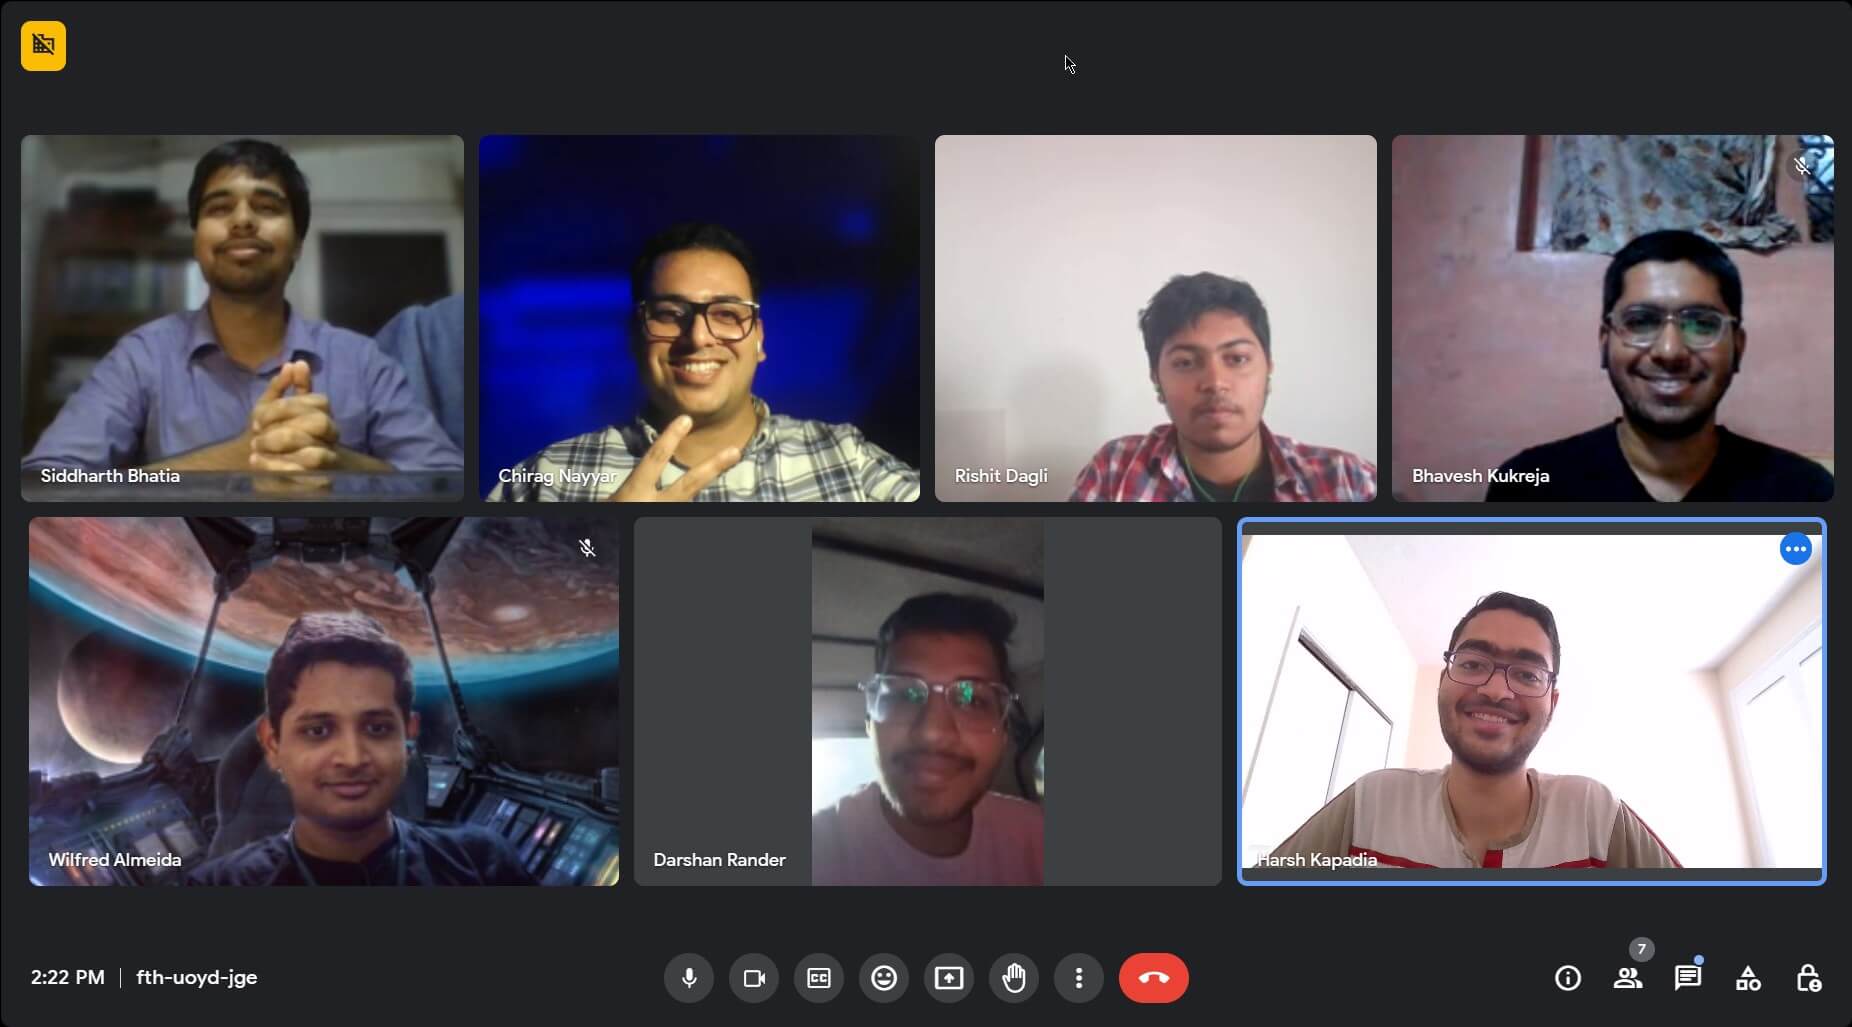 Siddharth Bhatia
Chirag Nayyar
Rishit Dagli
Bhavesh Kukreja
Wilfred Almeida
Darshan Rander
Harsh Kapadia
7
2:22 PM | fth-uoyd-jge
CC